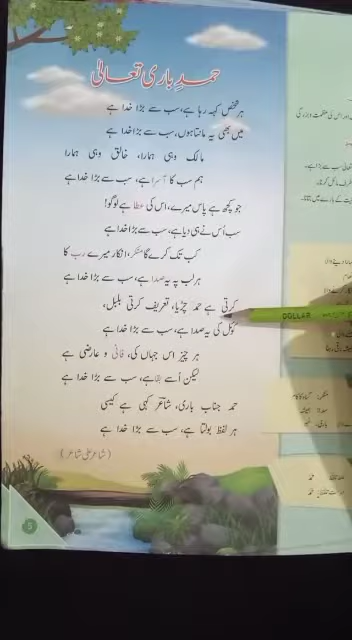 حمدِ باری تعالیٰ
ہر شخص کہہ رہا ہے، سب سے بڑا خدا ہے
میں بھی یہ مانتا ہوں، سب سے بڑا خدا ہے
مالک وہی ہمارا، خالق وہی ہمارا
ہم سب کا آسرا ہے، سب سے بڑا خدا ہے
جو کچھ ہے پاس میرے، اس کی عطا ہے لوگو!
سب اُس نے ہی دیا ہے، سب سے بڑا خدا ہے
کب تک کرے گا منکر، انکار میرے رب کا
ہر لب پہ یہ صدا ہے، سب سے بڑا خدا ہے
کرتی ہے حمد چڑیا، تعریف کرتی بلبل،
کوئل کی یہ صدا ہے، سب سے بڑا خدا ہے
ہر چیز اس جہاں کی، فانی و عارضی ہے
لیکن اُسے بقا ہے، سب سے بڑا خدا ہے
حمد جناب باری، شاعر کہی ہے کیسی
ہر لفظ بولتا ہے، سب سے بڑا خدا ہے
(شاعر علی شاعر)
5
DOLLAR